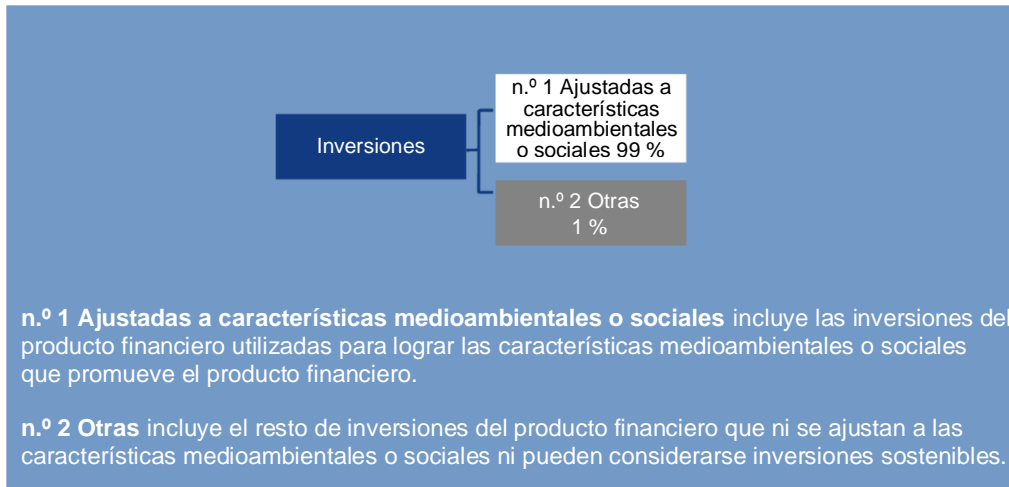 Inversiones
n.º 1 Ajustadas a
características
medioambientales
o sociales 99 %
n.º 2 Otras
1 %
n.º 1 Ajustadas a características medioambientales o sociales incluye las inversiones del
producto financiero utilizadas para lograr las características medioambientales o sociales
que promueve el producto financiero.
n.º 2 Otras incluye el resto de inversiones del producto financiero que ni se ajustan a las
características medioambientales o sociales ni pueden considerarse inversiones sostenibles.